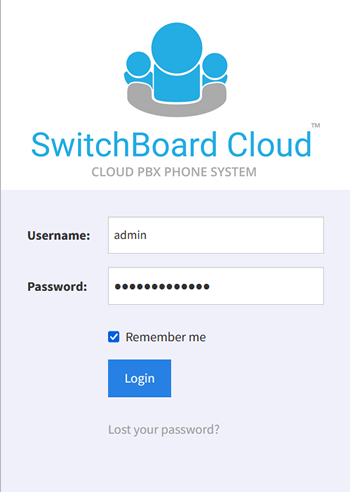 SwitchBoard Cloud™
CLOUD PBX PHONE SYSTEM
Username: admin
Password: •••••••••••••
Remember me
Login
Lost your password?